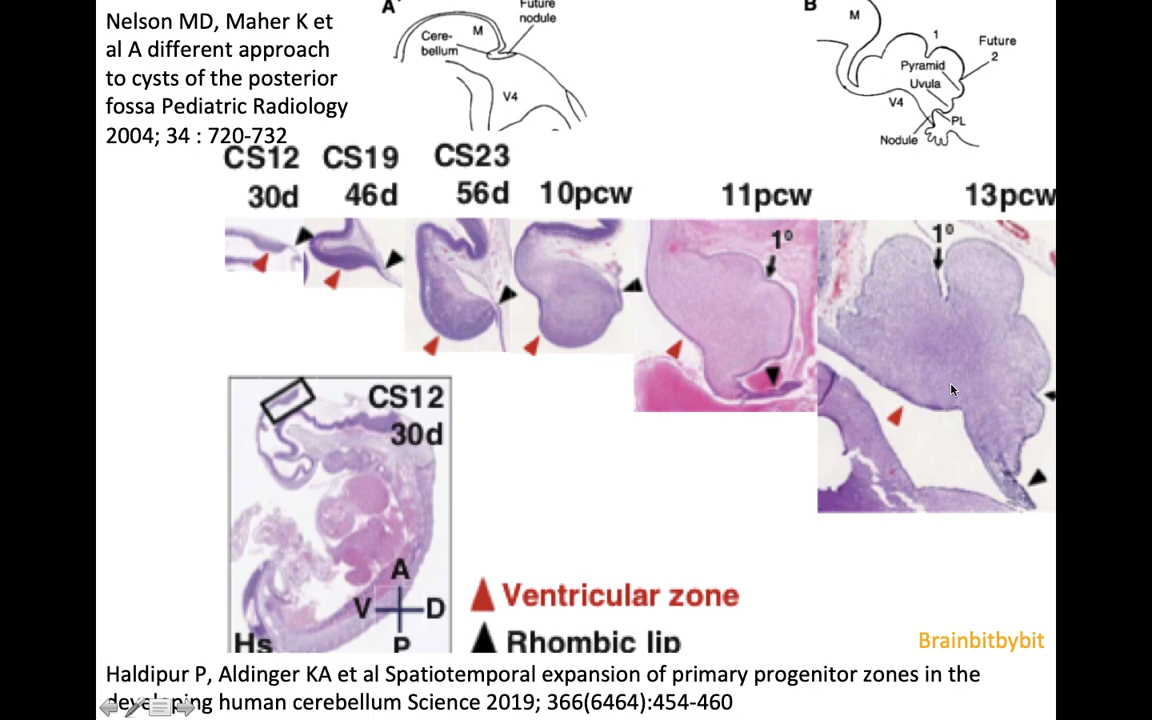 Nelson MD, Maher K et
al A different approach
to cysts of the posterior
fossa Pediatric Radiology
2004; 34 : 720-732
A
Future
nodule
Cere-
bellum
M
V4
B
M
1
Future
2
Pyramid
Uvula
V4
PL
Nodule
CS12 CS19 CS23
30d 46d 56d 10pcw 11pcw 13pcw
1º
1º
CS12
30d
A
V D
P
Hs
Ventricular zone
Rhombic lip
Brainbitbybit
Haldipur P, Aldinger KA et al Spatiotemporal expansion of primary progenitor zones in the
developing human cerebellum Science 2019; 366(6464):454-460